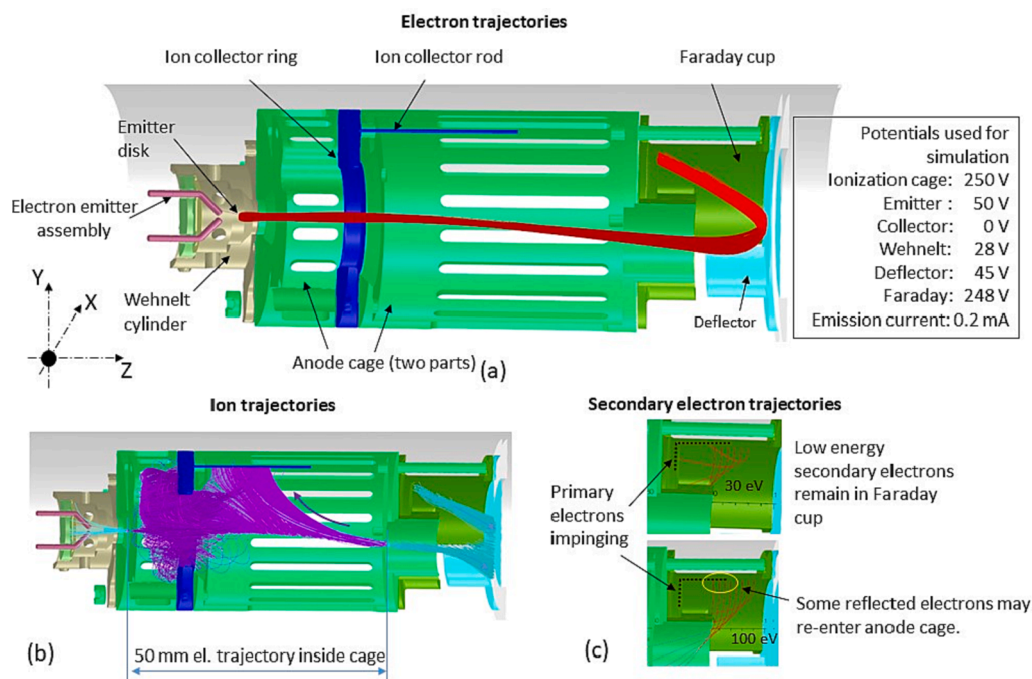 Electron trajectories
Ion collector ring
Ion collector rod
Faraday cup
Emitter
disk
Electron emitter
assembly
Wehnelt
cylinder
Anode cage (two parts)
Deflector
Y
X
Z
(a)
Potentials used for
simulation
Ionization cage: 250 V
Emitter : 50 V
Collector: 0 V
Wehnelt: 28 V
Deflector: 45 V
Faraday: 248 V
Emission current: 0.2 mA
Ion trajectories
50 mm el. trajectory inside cage
(b)
Secondary electron trajectories
Primary
electrons
impinging
30 eV
Low energy
secondary electrons
remain in Faraday
cup
100 eV
Some reflected electrons may
re-enter anode cage.
(c)